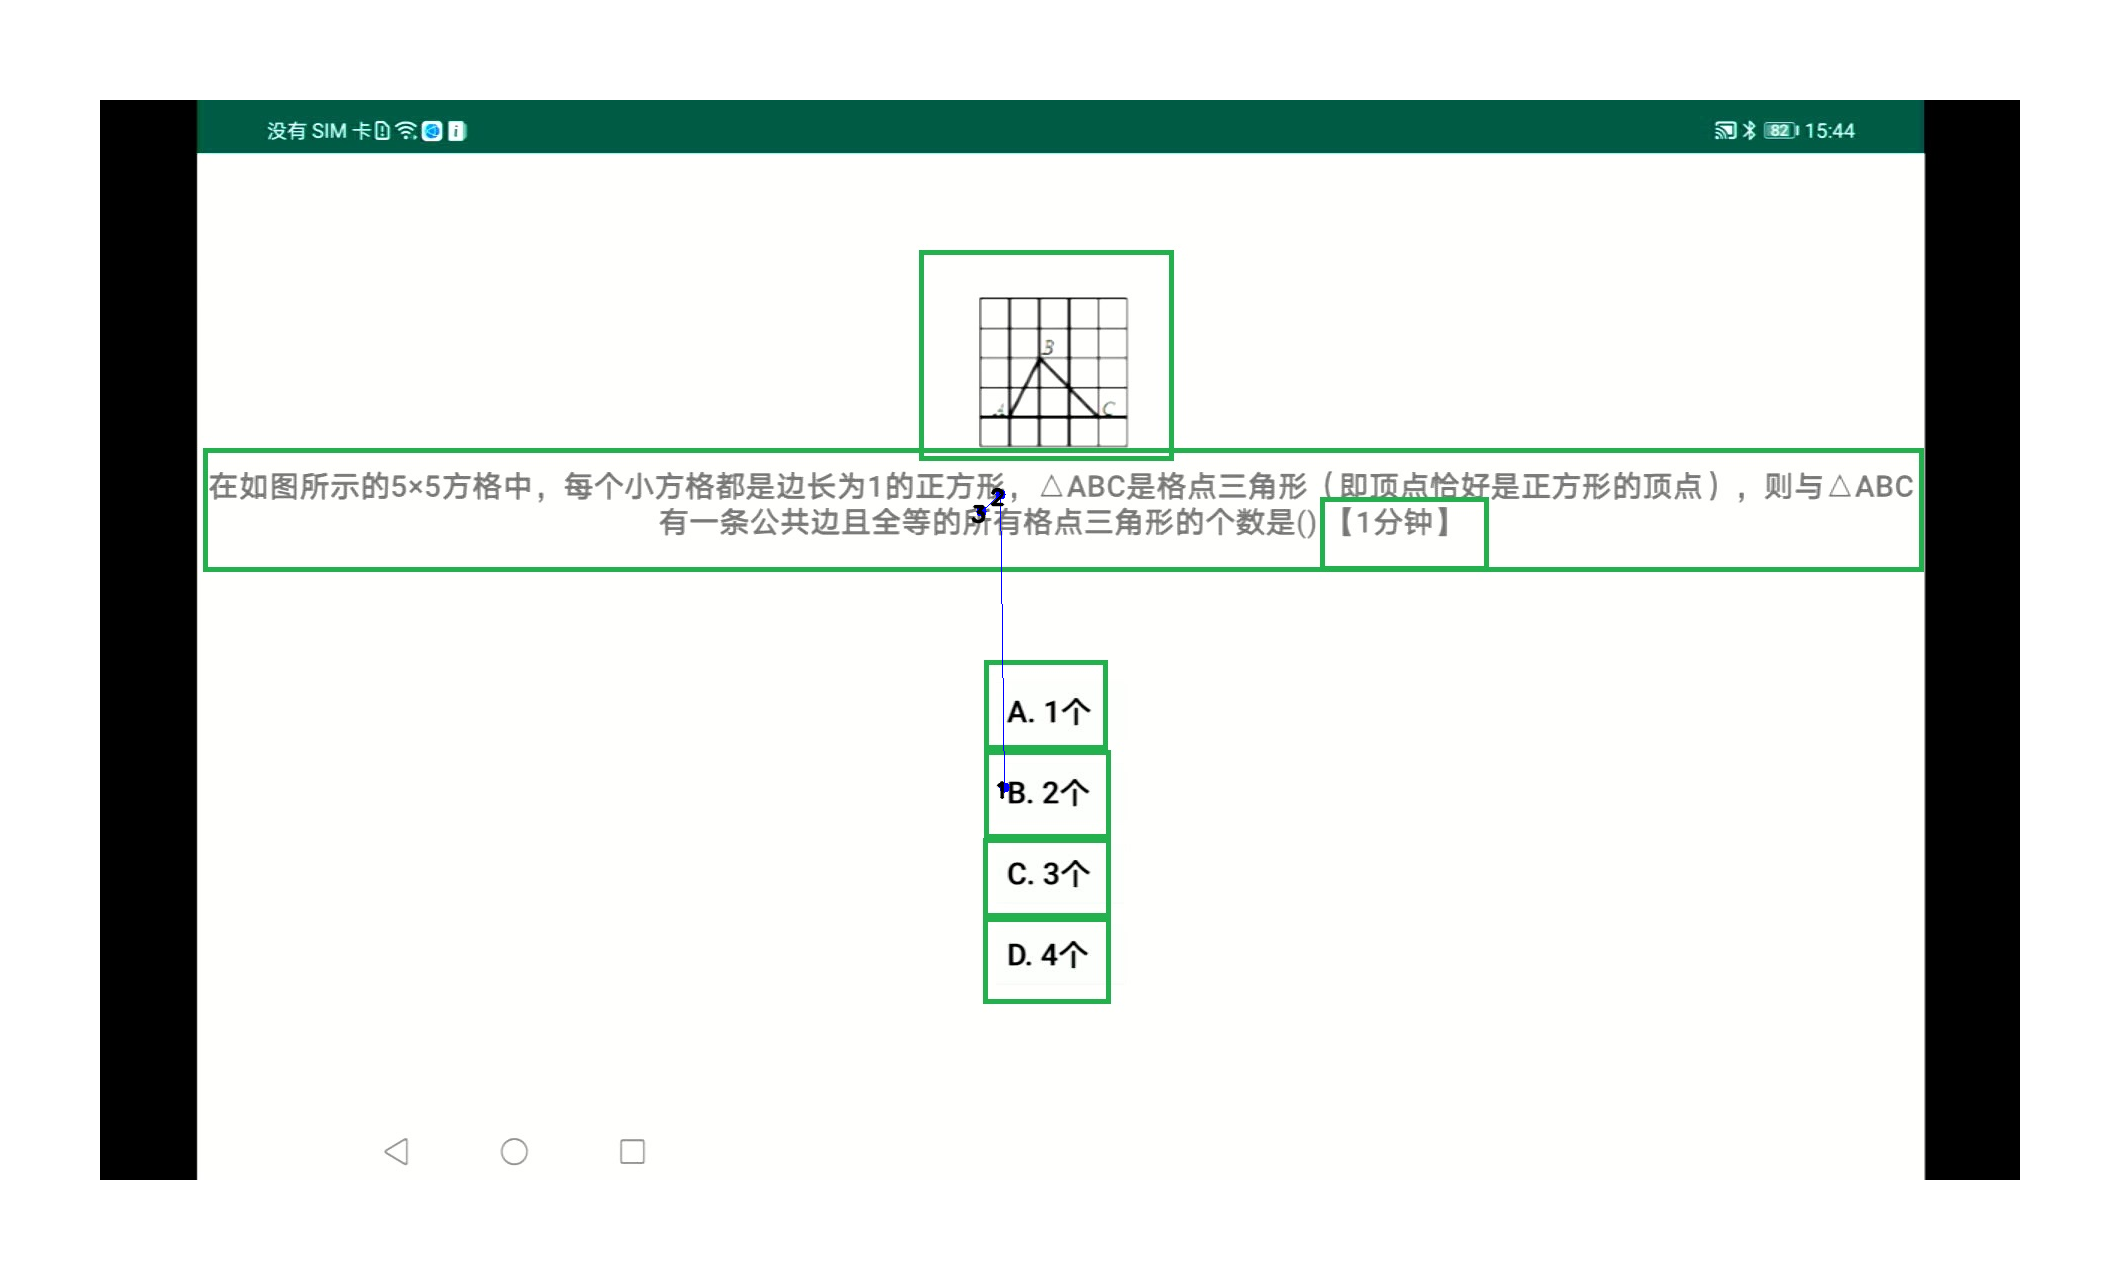 没有 SIM 卡
82 15:44
B
A
C
在如图所示的5×5方格中，每个小方格都是边长为1的正方形，△ABC是格点三角形（即顶点恰好是正方形的顶点），则与△ABC
有一条公共边且全等的所有格点三角形的个数是()【1分钟】
2
3
A. 1个
1
B. 2个
C. 3个
D. 4个